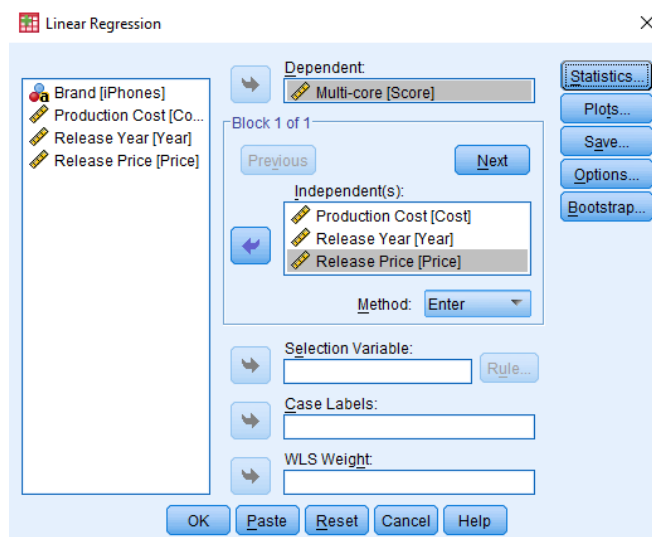 Linear Regression
Brand [iPhones]
Production Cost [Co...
Release Year [Year]
Release Price [Price]
Dependent:
Multi-core [Score]
Block 1 of 1
Previous
Next
Independent(s):
Production Cost [Cost]
Release Year [Year]
Release Price [Price]
Method: Enter
Selection Variable:
Rule...
Case Labels:
WLS Weight:
Statistics...
Plots...
Save...
Options...
Bootstrap...
OK Paste Reset Cancel Help